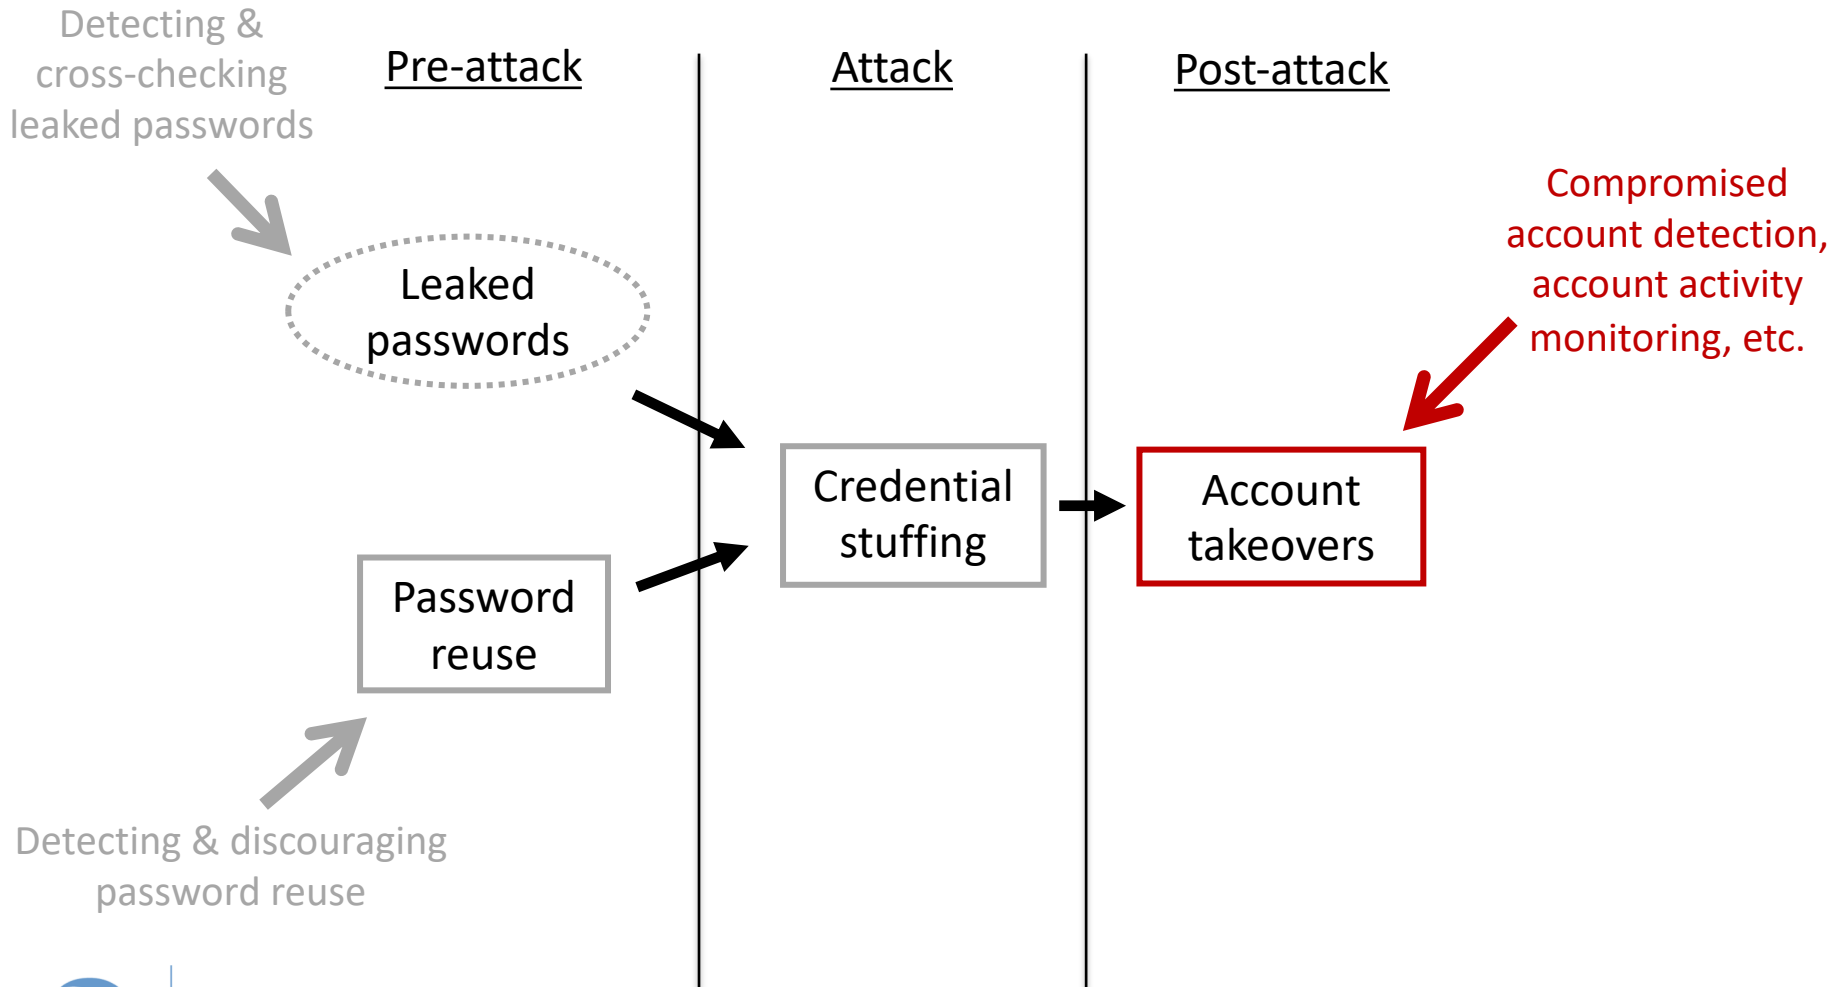 Detecting &
cross-checking
leaked passwords
Pre-attack
Attack
Post-attack
Compromised
account detection,
account activity
monitoring, etc.
Leaked
passwords
Credential
stuffing
Account
takeovers
Password
reuse
Detecting & discouraging
password reuse